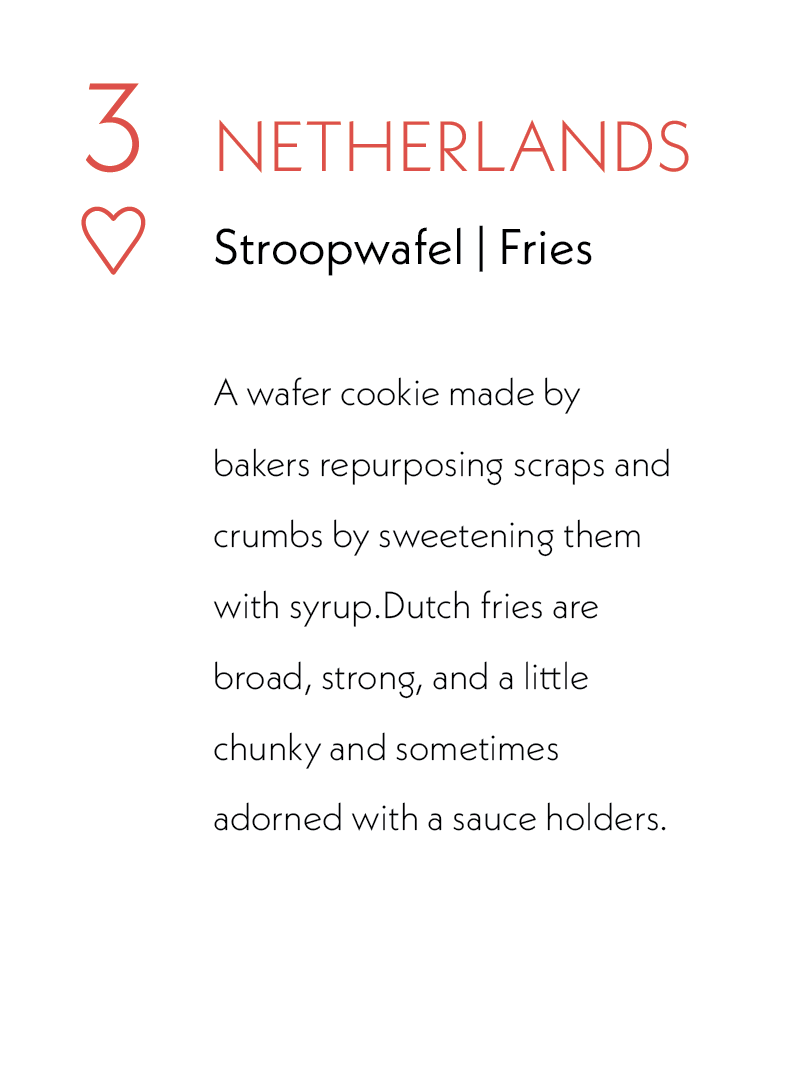 3
NETHERLANDS
Stroopwafel | Fries
A wafer cookie made by
bakers repurposing scraps and
crumbs by sweetening them
with syrup.Dutch fries are
broad, strong, and a little
chunky and sometimes
adorned with a sauce holders.